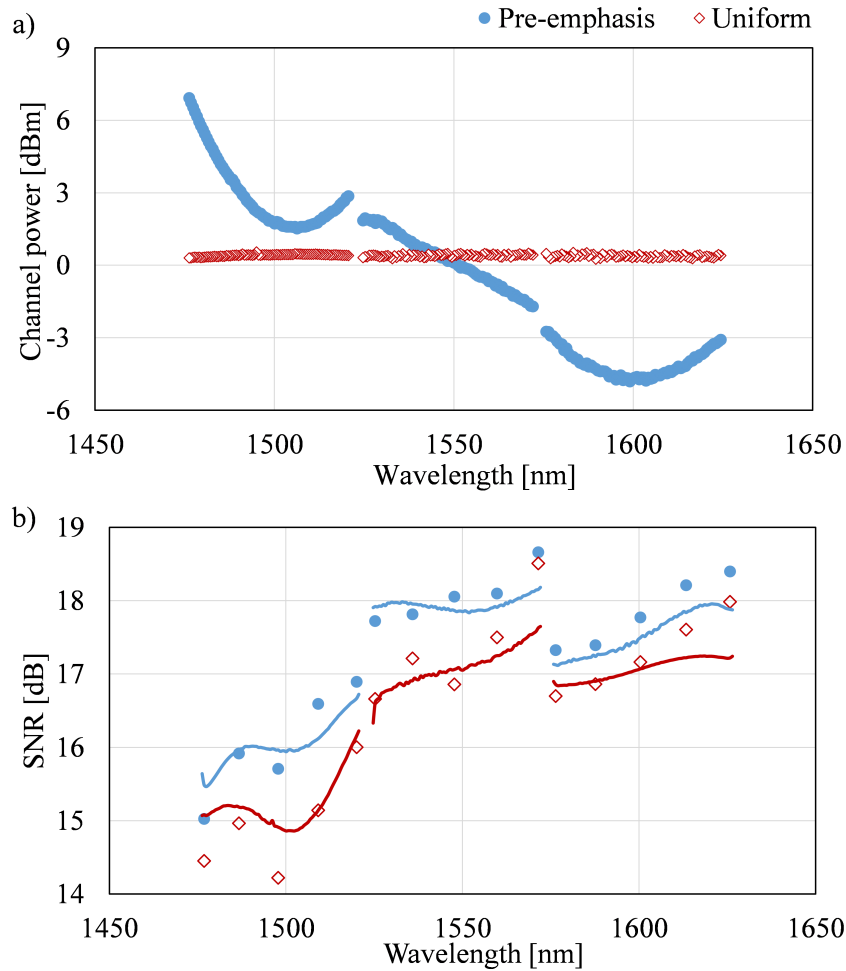 a)
Pre-emphasis Uniform
9
6
3
0
-3
-6
Channel power [dBm]
1450 1500 1550 1600 1650
Wavelength [nm]
b)
19
18
17
16
15
14
SNR [dB]
1450 1500 1550 1600 1650
Wavelength [nm]